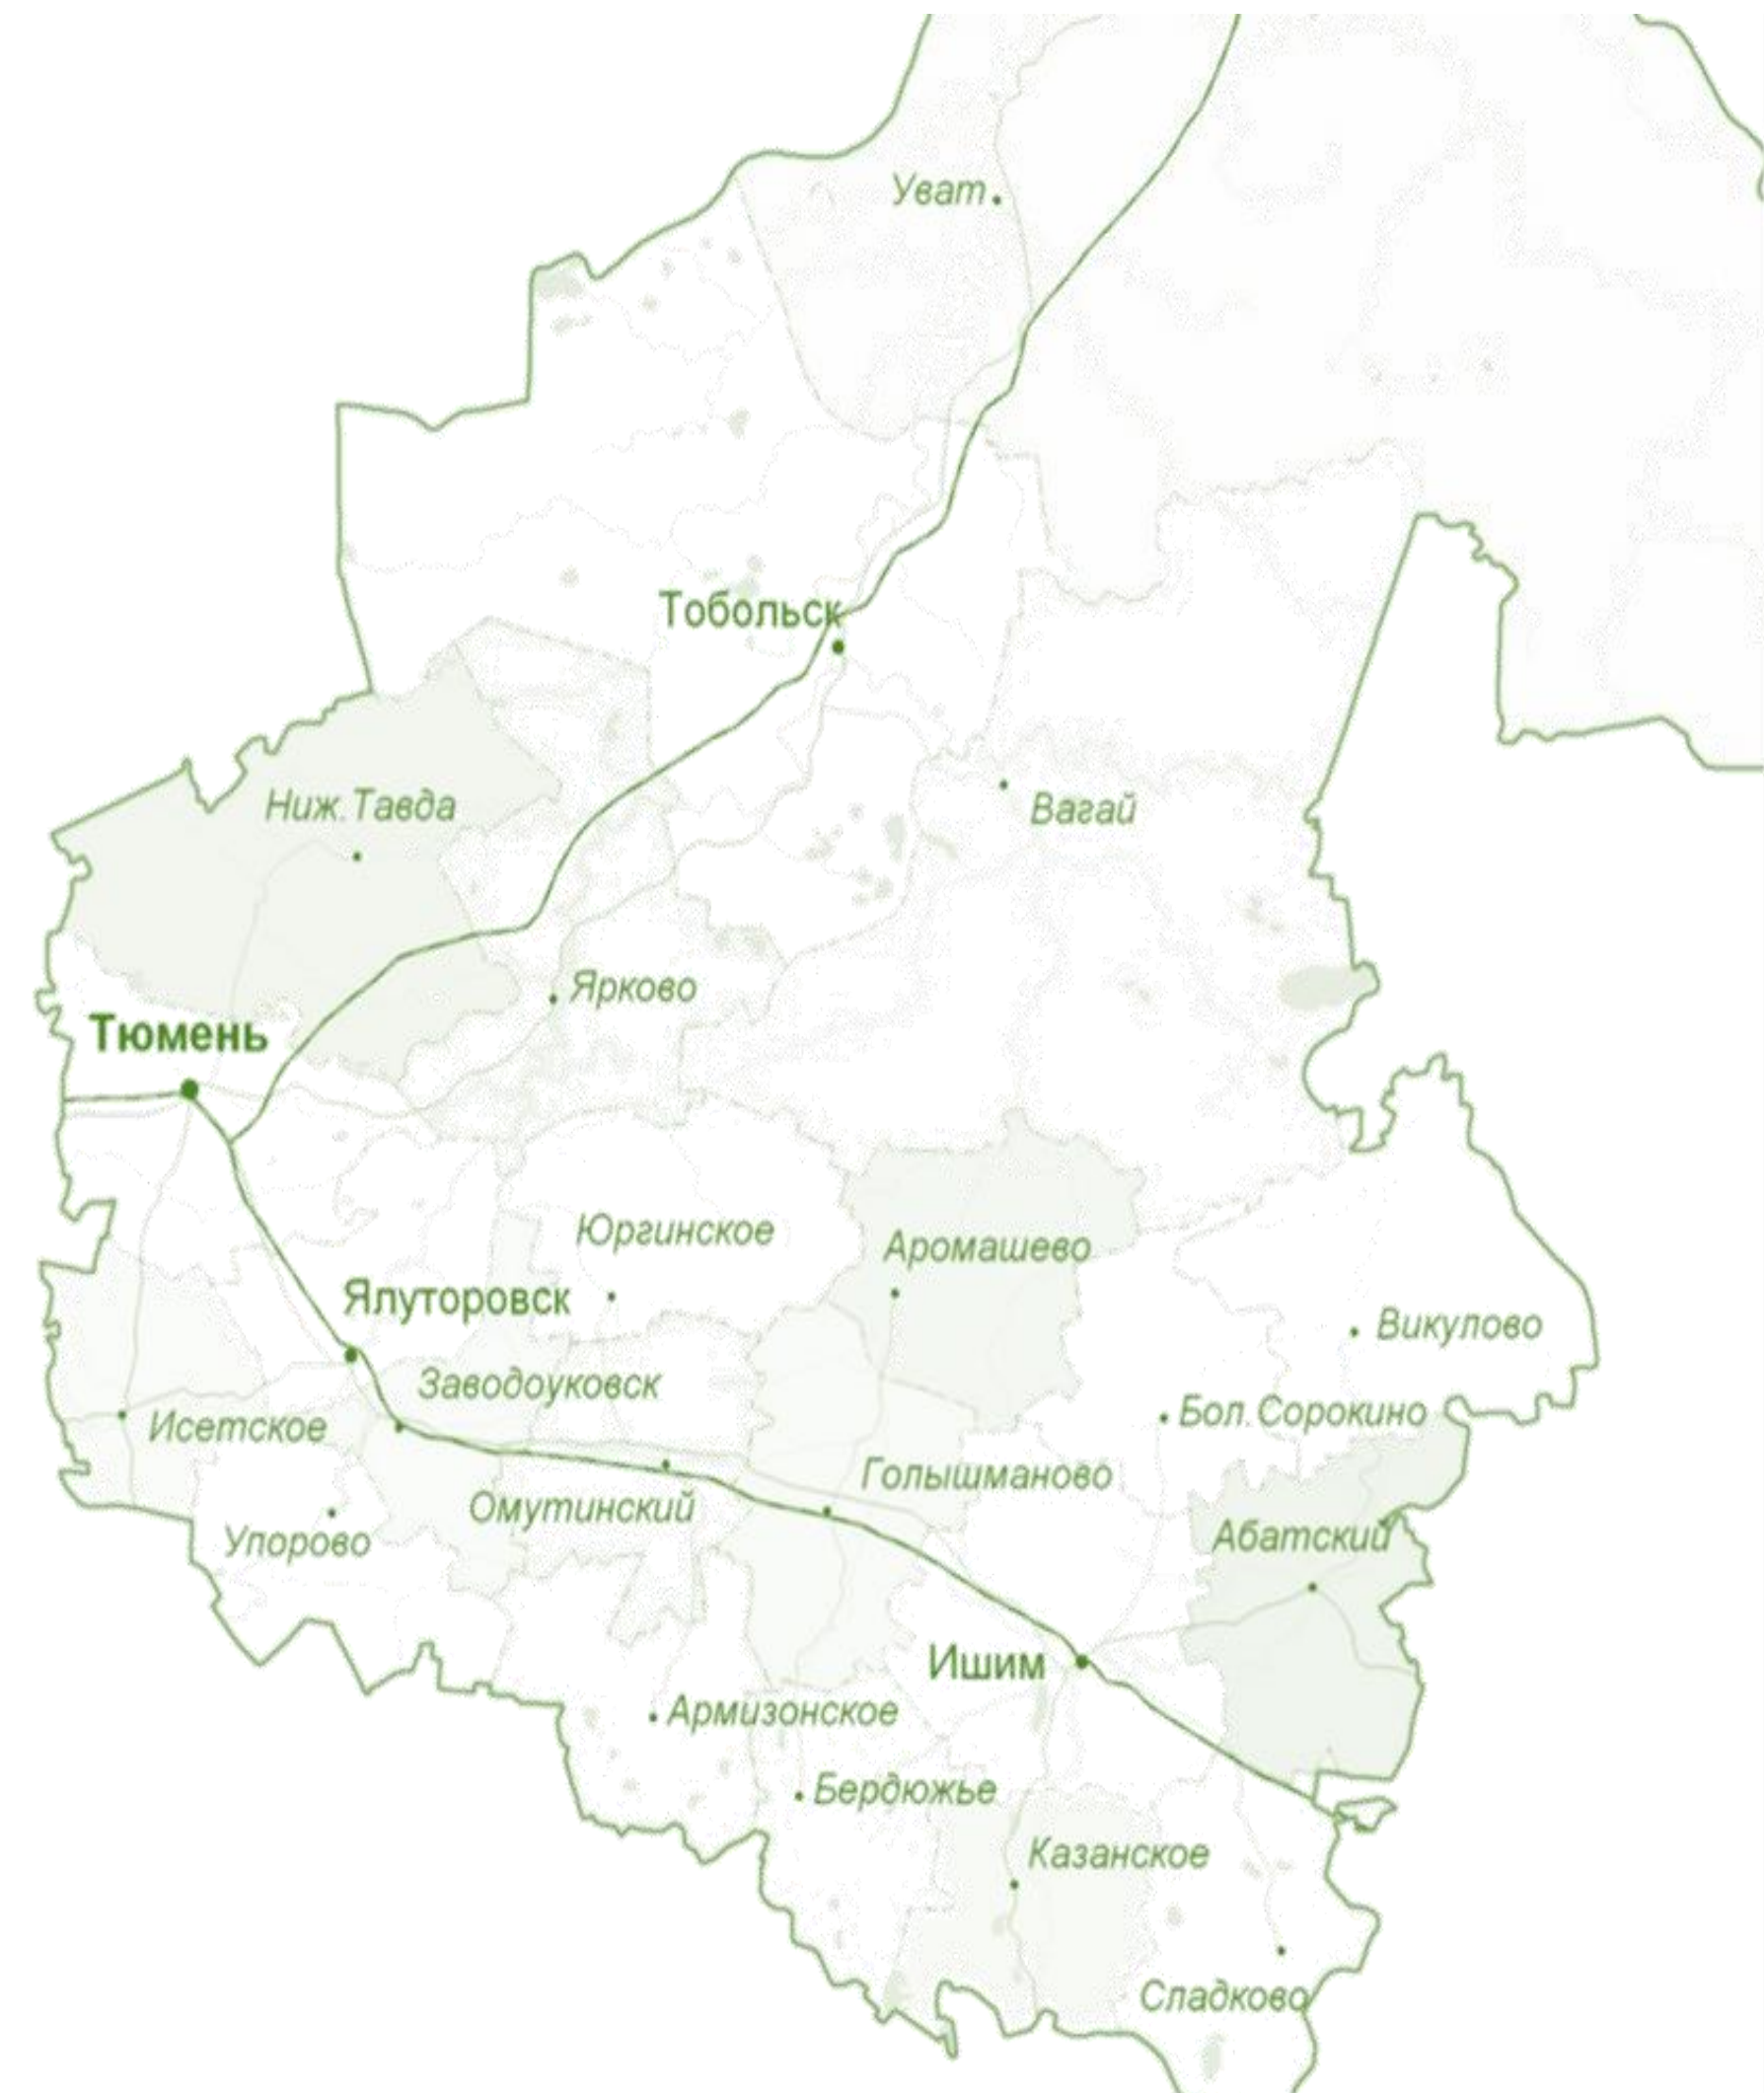 Уват
Тобольск
Ниж.Тавда
Вагай
Ярково
Тюмень
Юргинское
Аромашево
Ялуторовск
Викулово
Заводоуковск
Бол.Сорокино
Исетское
Голышманово
Омутинский
Абатский
Упорово
Ишим
Армизонское
Бердюжье
Казанское
Сладково